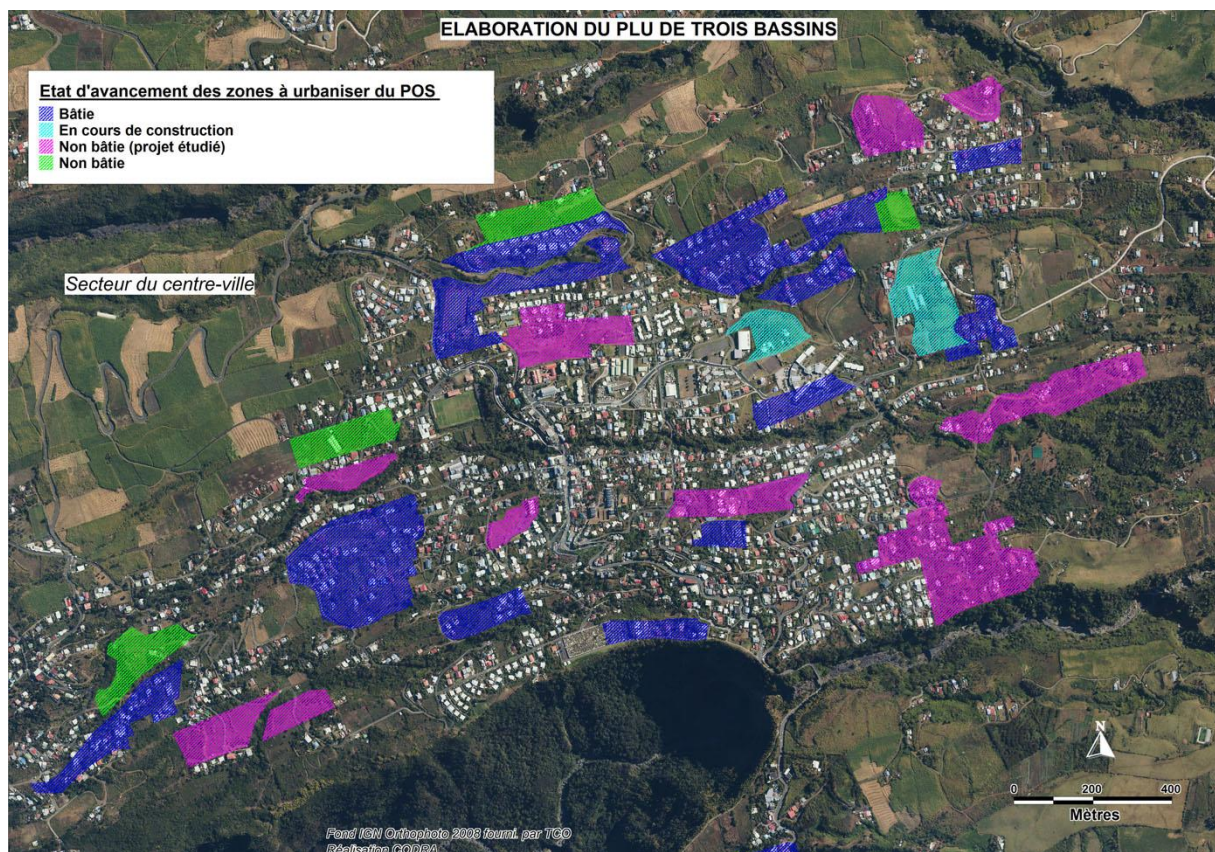 ELABORATION DU PLU DE TROIS BASSINS
Etat d'avancement des zones à urbaniser du POS
Bâtie
En cours de construction
Non bâtie (projet étudié)
Non bâtie
Secteur du centre-ville
N
0 200 400
Mètres
Fond IGN Orthophoto 2008 fourni. par TCO
Réalisation CODRA